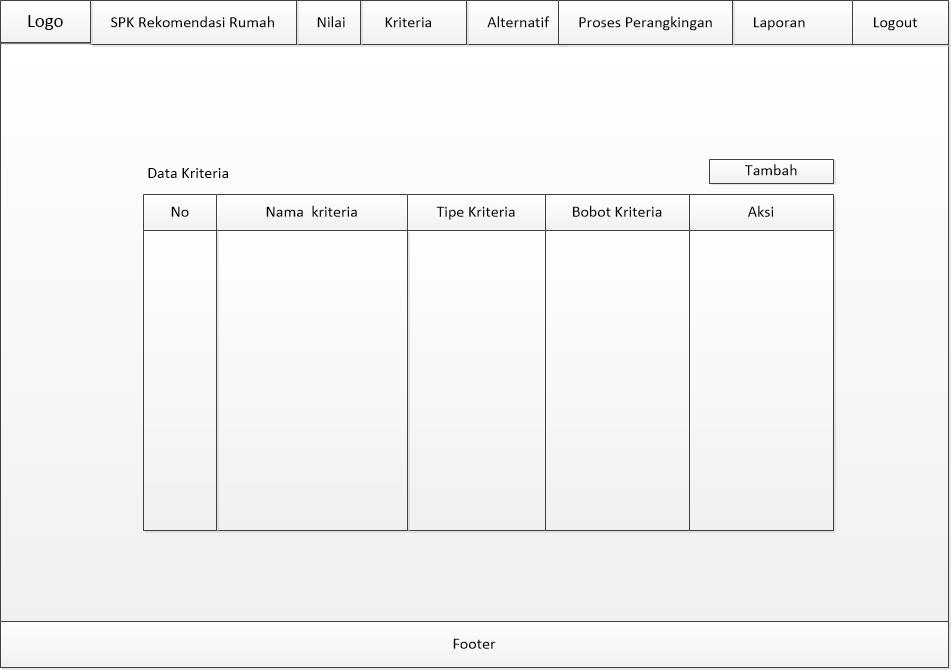 Logo SPK Rekomendasi Rumah Nilai Kriteria Alternatif Proses Perangkingan Laporan Logout
Data Kriteria Tambah
No Nama kriteria Tipe Kriteria Bobot Kriteria Aksi
Footer